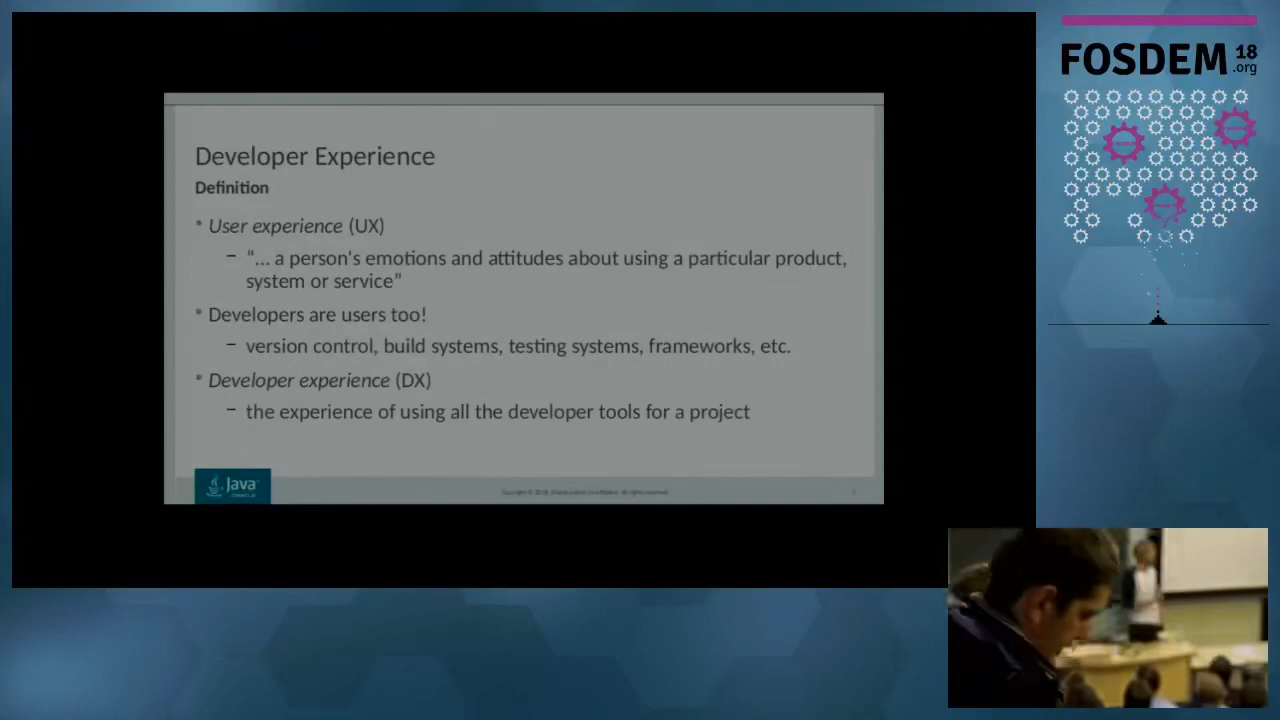 FOSDEM 18
.org
Developer Experience
Definition
• User experience (UX)
– “... a person's emotions and attitudes about using a particular product,
system or service”
• Developers are users too!
– version control, build systems, testing systems, frameworks, etc.
• Developer experience (DX)
– the experience of using all the developer tools for a project
Java
ORACLE